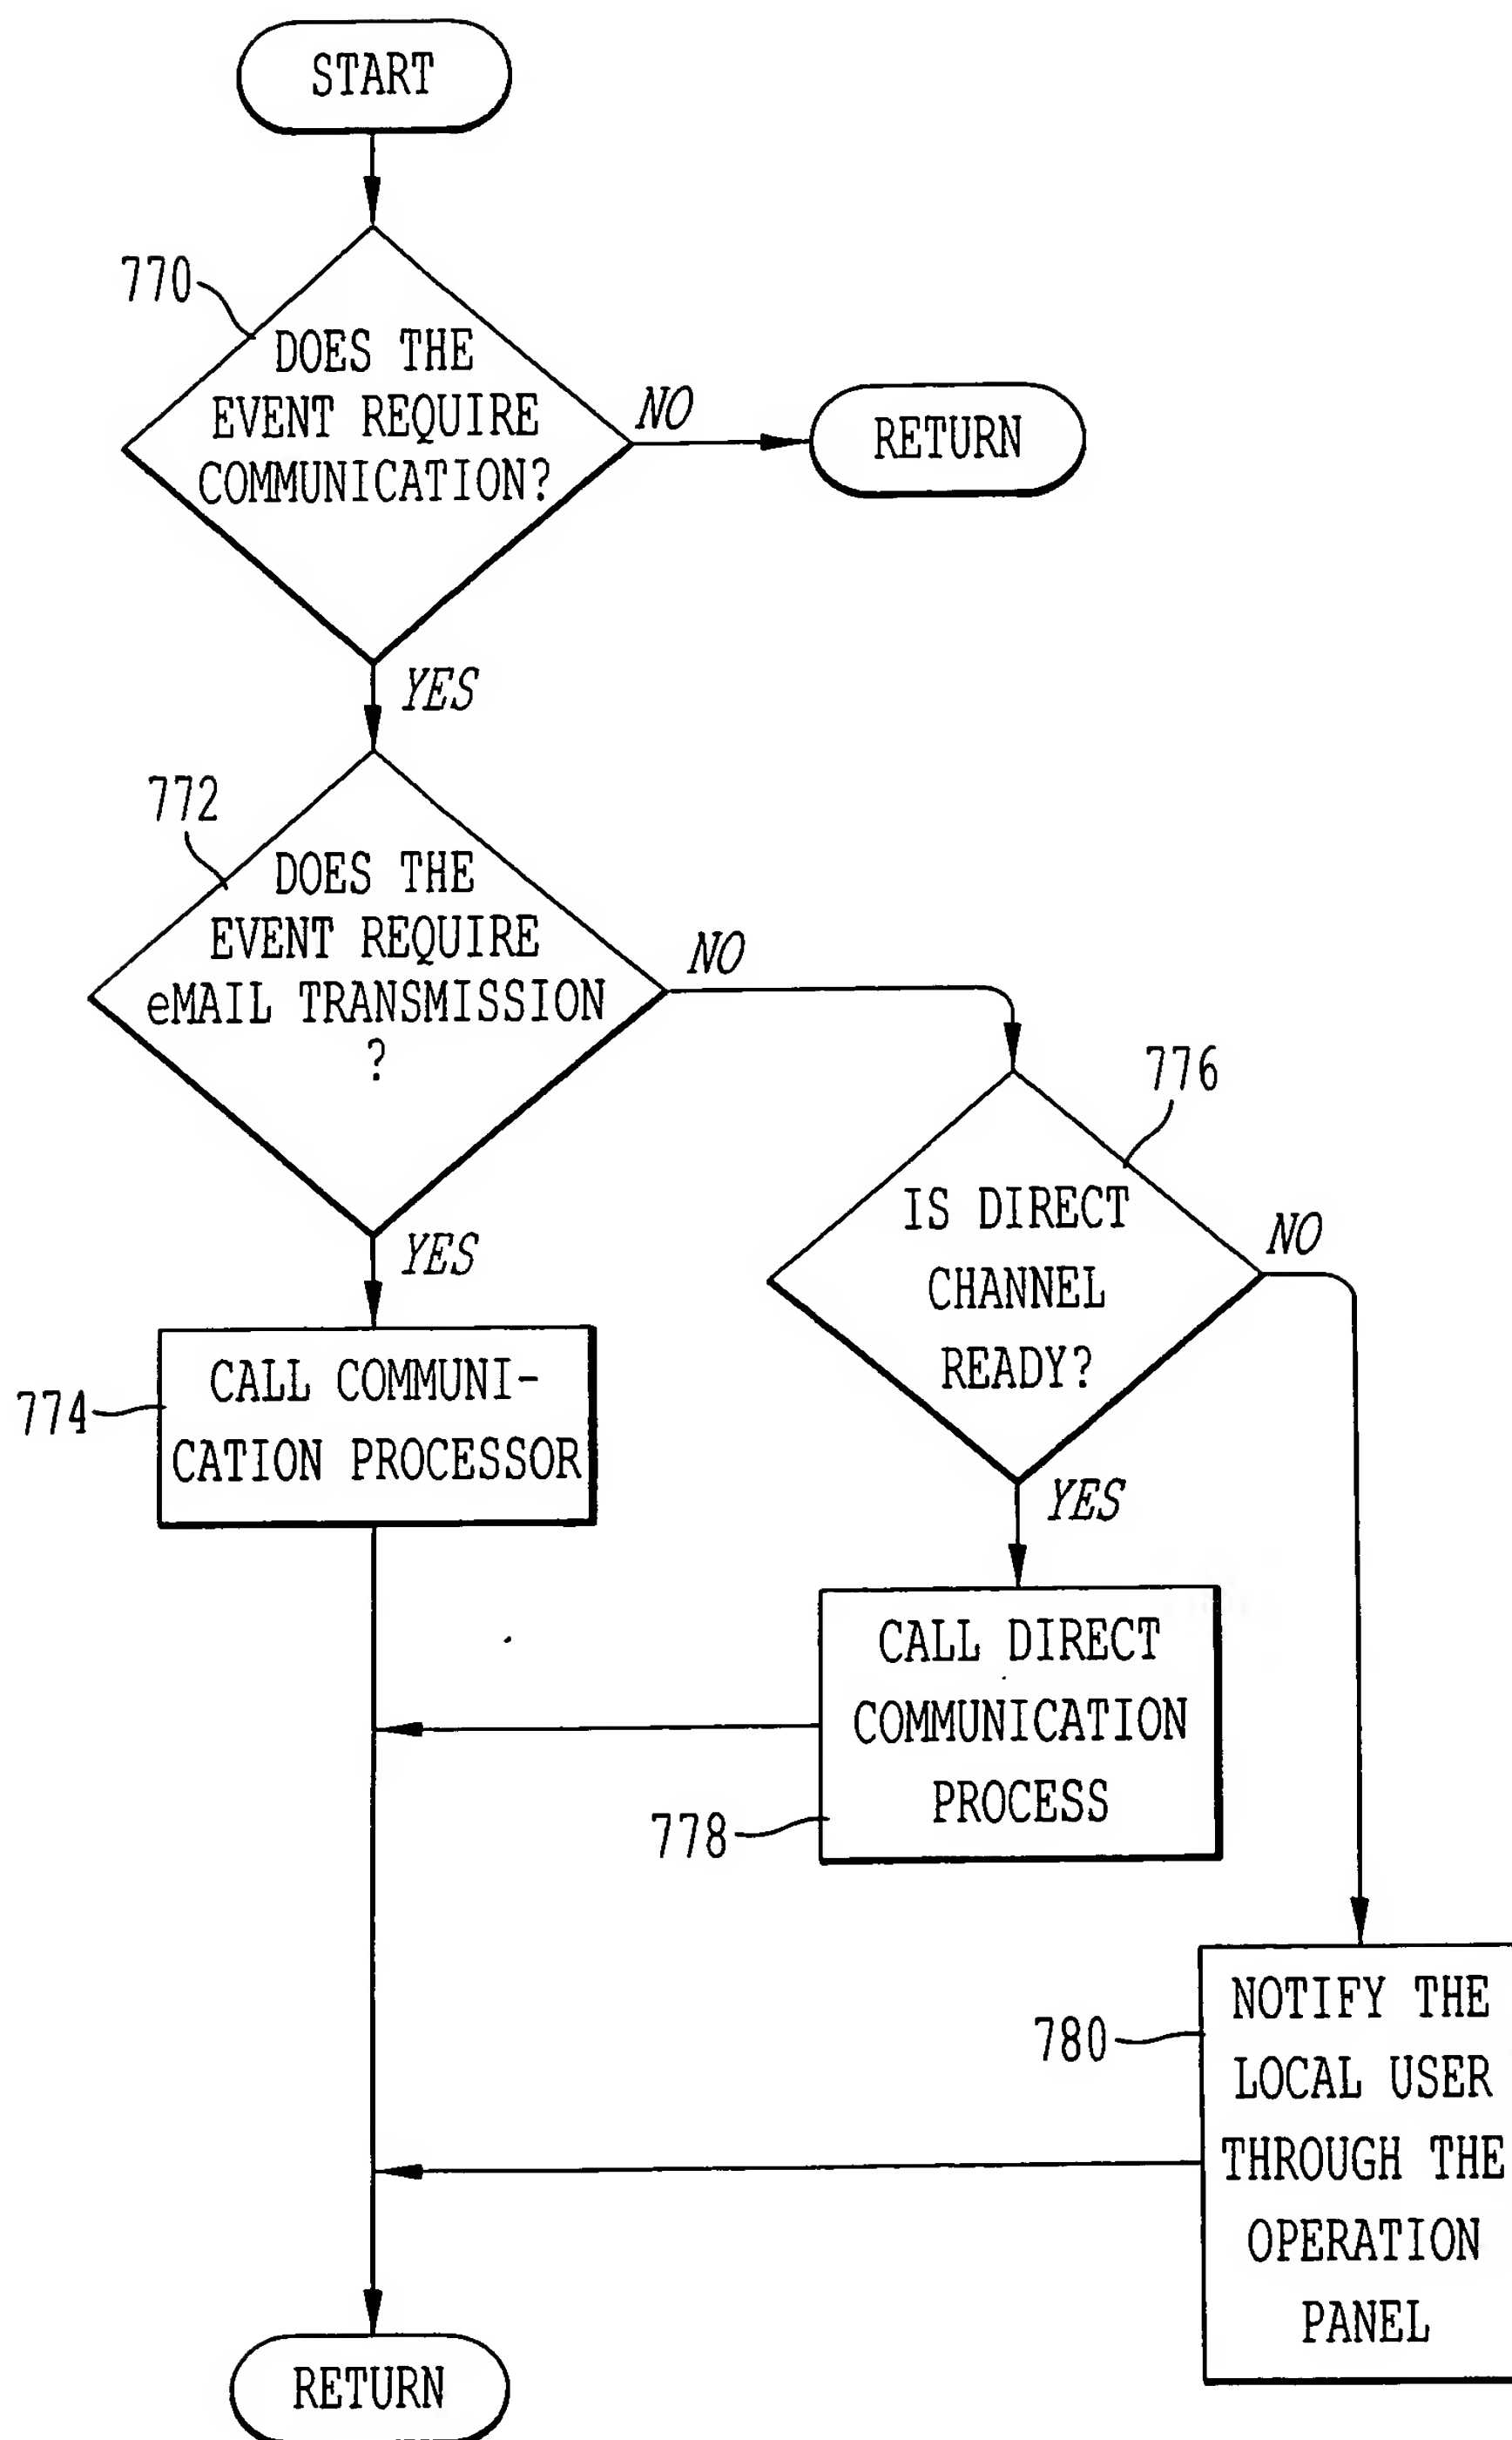 START
770
DOES THE
EVENT REQUIRE
COMMUNICATION?
NO
RETURN
YES
772
DOES THE
EVENT REQUIRE
eMAIL TRANSMISSION
?
NO
YES
776
IS DIRECT
CHANNEL
READY?
NO
YES
774
CALL COMMUNI-
CATION PROCESSOR
CALL DIRECT
COMMUNICATION
PROCESS
778
780
NOTIFY THE
LOCAL USER
THROUGH THE
OPERATION
PANEL
RETURN